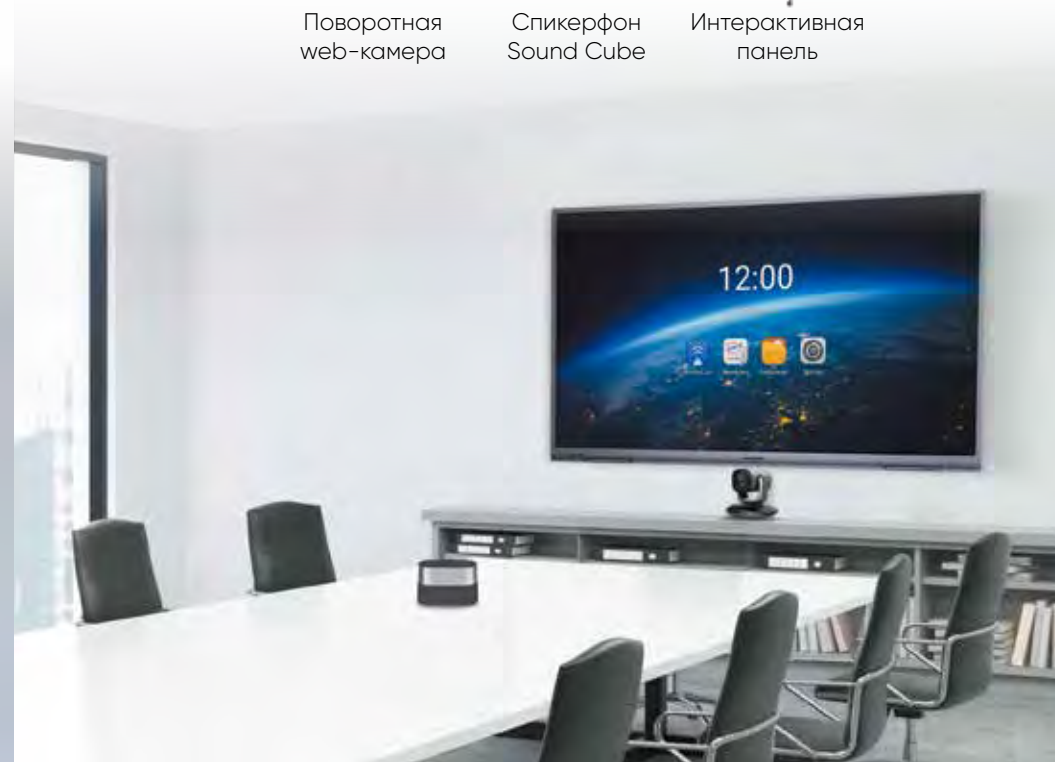 Поворотная
web-камера
Спикерфон
Sound Cube
Интерактивная
панель
12:00